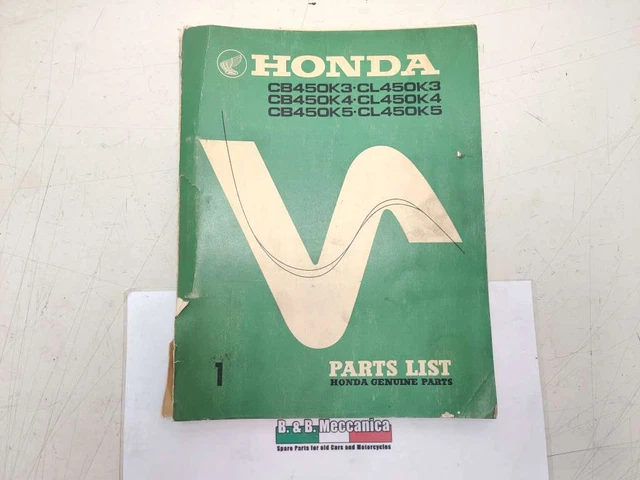 HONDA
CB450K3·CL450K3
CB450K4·CL450K4
CB450K5·CL450K5
1
PARTS LIST
HONDA GENUINE PARTS
B. & B. Meccanica
Spare Parts for old Cars and Motorcycles